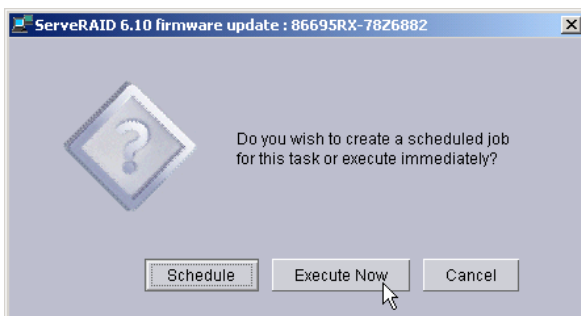 ServeRAID 6.10 firmware update : 86695RX-78Z6882
Do you wish to create a scheduled job
for this task or execute immediately?
Schedule
Execute Now
Cancel